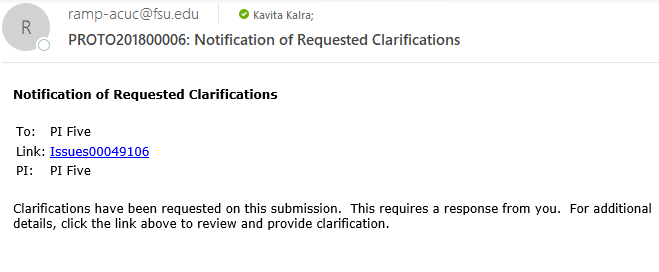 R
ramp-acuc@fsu.edu
Kavita Kalra;
PROTO201800006: Notification of Requested Clarifications
Notification of Requested Clarifications
To: PI Five
Link: Issues00049106
PI: PI Five
Clarifications have been requested on this submission. This requires a response from you. For additional
details, click the link above to review and provide clarification.